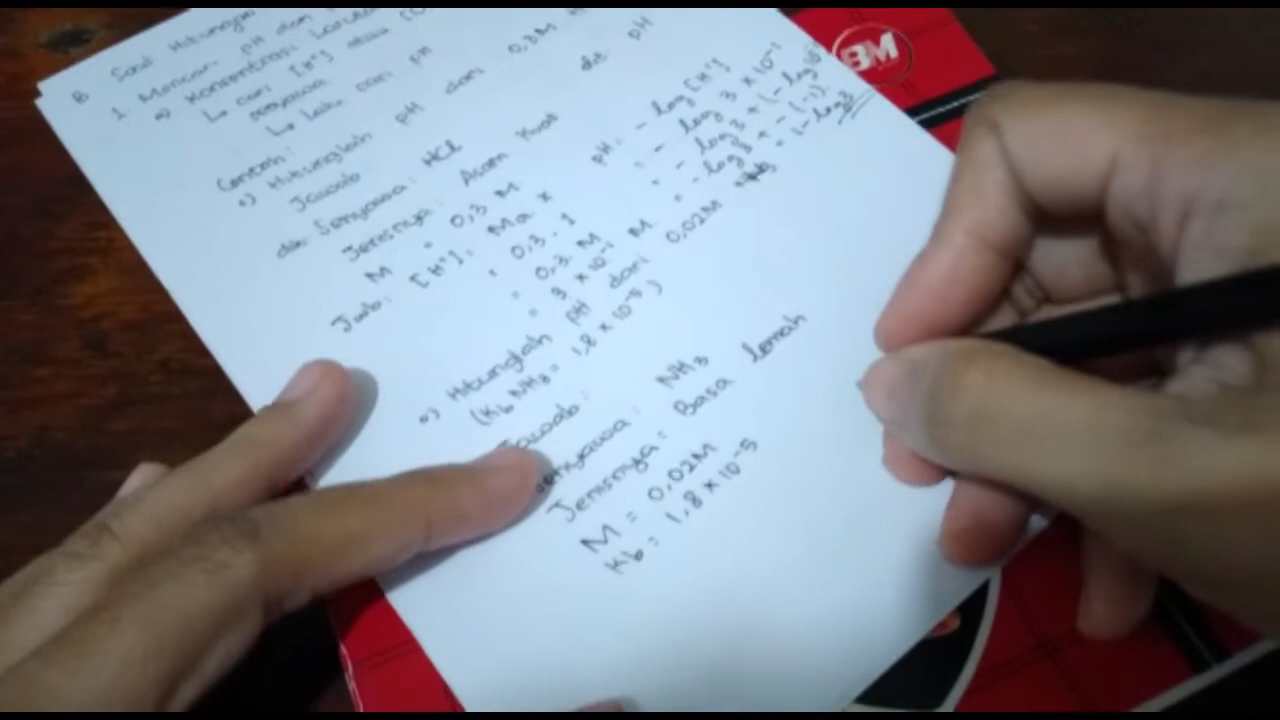 B Soal Hitungan
1 Mencari pH dan
a) Konsentrasi Larutan
↳ cari [H⁺] atau [O
senyawa
↳ lalu cari pH
Contoh:
•) Hitunglah pH dari 0,3M
Jawab
dik Senyawa: HCl dit pH
Jenisnya: Asam Kuat
M = 0,3 M
Jwb: [H⁺]: Ma x
= 0,3 . 1
= 0,3 M
= 3 x 10⁻¹ M
pH: - log [H⁺]
= - log 3 x 10⁻¹
= - log 3 + (- log 10⁻¹
= - log 3 + - (-1)
= 1 - log 3
•) Hitunglah pH dari 0,02M
(Kb NH₃ = 1,8 x 10⁻⁵)
Jawab:
Senyawa: NH₃
Jenisnya: Basa lemah
M = 0,02M
Kb = 1,8 x 10⁻⁵
BM